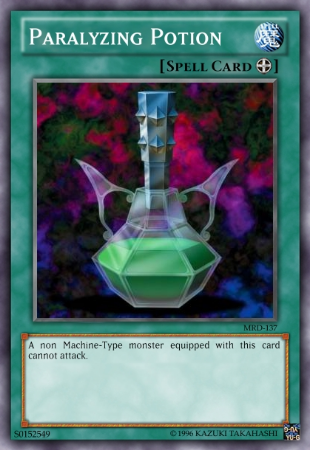 PARALYZING POTION
[SPELL CARD]
MRD-137
A non Machine-Type monster equipped with this card
cannot attack.
50152549
©1996 KAZUKI TAKAHASHI